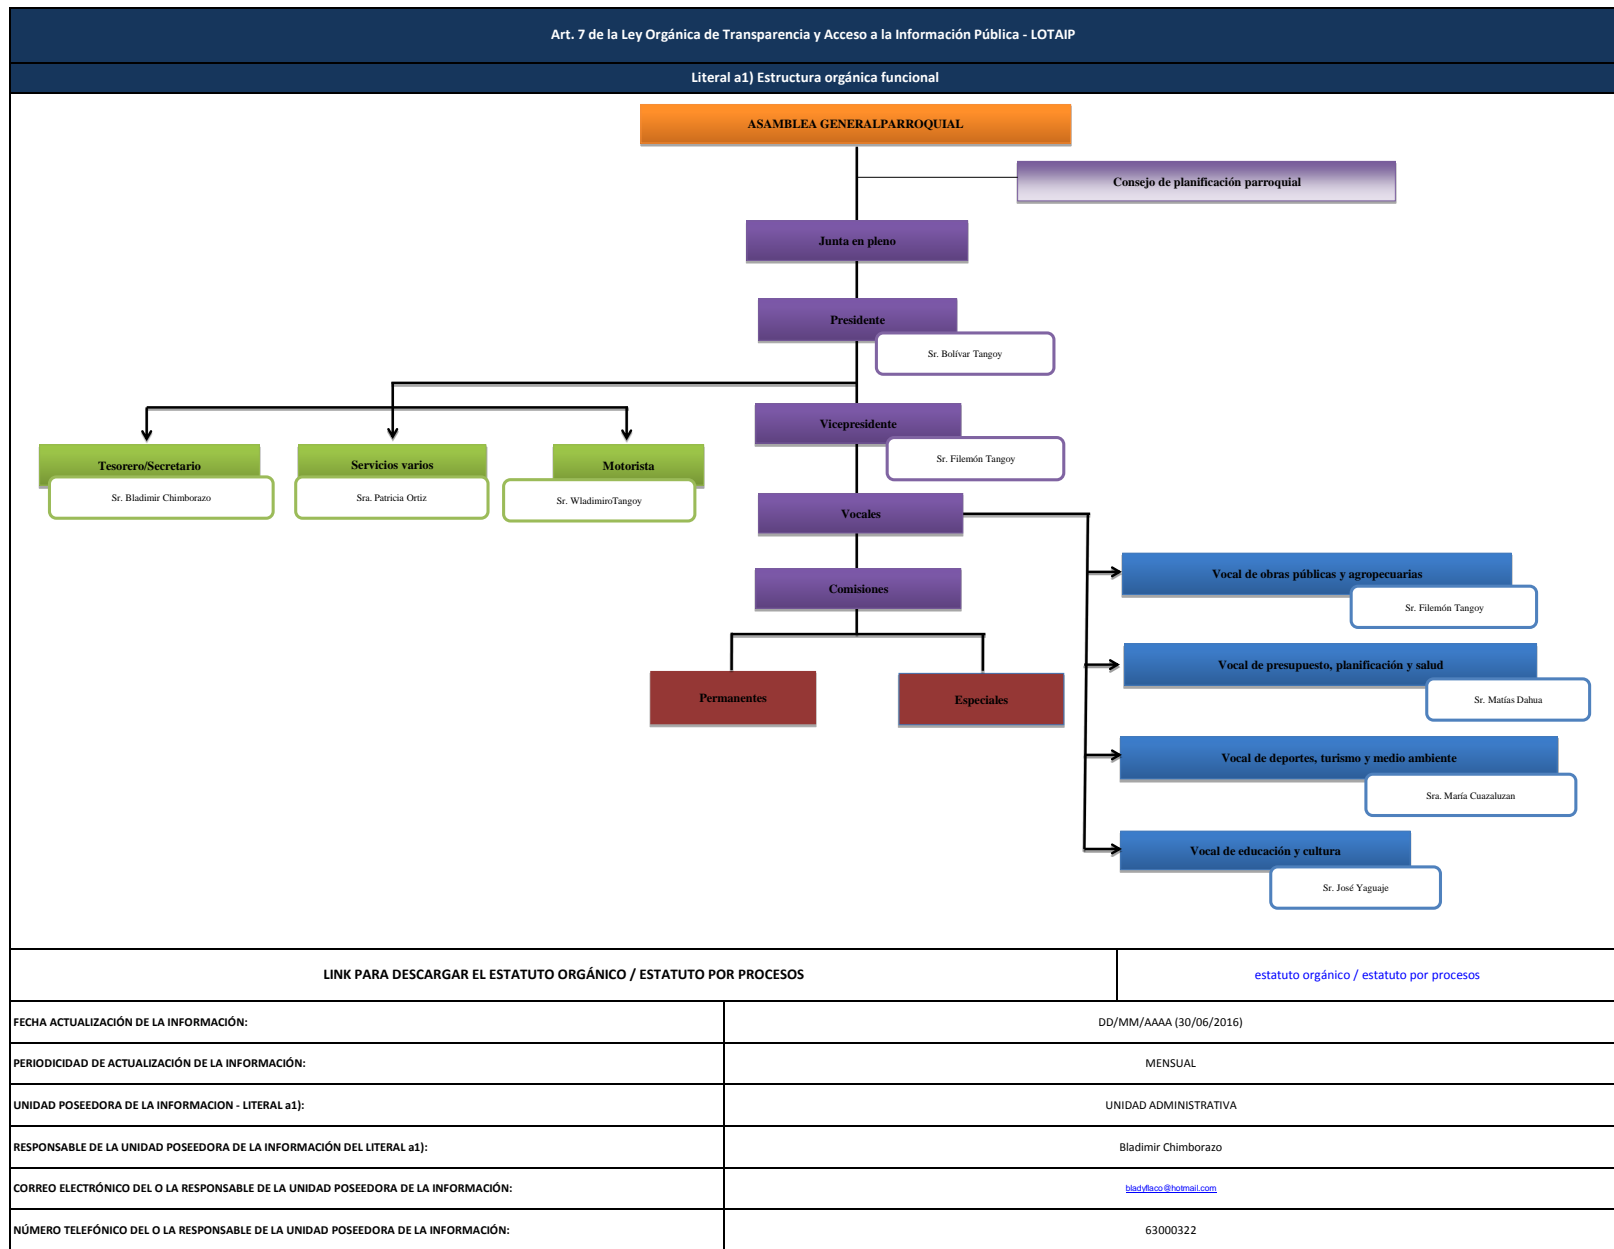 Art. 7 de la Ley Orgánica de Transparencia y Acceso a la Información Pública - LOTAIP
Literal a1) Estructura orgánica funcional
ASAMBLEA GENERALPARROQUIAL
Consejo de planificación parroquial
Junta en pleno
Presidente
Sr. Bolívar Tangoy
Vicepresidente
Sr. Filemón Tangoy
Tesorero/Secretario
Sr. Bladimir Chimborazo
Servicios varios
Sra. Patricia Ortiz
Motorista
Sr. WladimiroTangoy
Vocales
Comisiones
Permanentes
Especiales
Vocal de obras públicas y agropecuarias
Sr. Filemón Tangoy
Vocal de presupuesto, planificación y salud
Sr. Matías Dahua
Vocal de deportes, turismo y medio ambiente
Sra. María Cuazaluzan
Vocal de educación y cultura
Sr. José Yaguaje
LINK PARA DESCARGAR EL ESTATUTO ORGÁNICO / ESTATUTO POR PROCESOS
estatuto orgánico / estatuto por procesos
FECHA ACTUALIZACIÓN DE LA INFORMACIÓN:
DD/MM/AAAA (30/06/2016)
PERIODICIDAD DE ACTUALIZACIÓN DE LA INFORMACIÓN:
MENSUAL
UNIDAD POSEEDORA DE LA INFORMACION - LITERAL a1):
UNIDAD ADMINISTRATIVA
RESPONSABLE DE LA UNIDAD POSEEDORA DE LA INFORMACIÓN DEL LITERAL a1):
Bladimir Chimborazo
CORREO ELECTRÓNICO DEL O LA RESPONSABLE DE LA UNIDAD POSEEDORA DE LA INFORMACIÓN:
bladyflaco@hotmail.com
NÚMERO TELEFÓNICO DEL O LA RESPONSABLE DE LA UNIDAD POSEEDORA DE LA INFORMACIÓN:
63000322